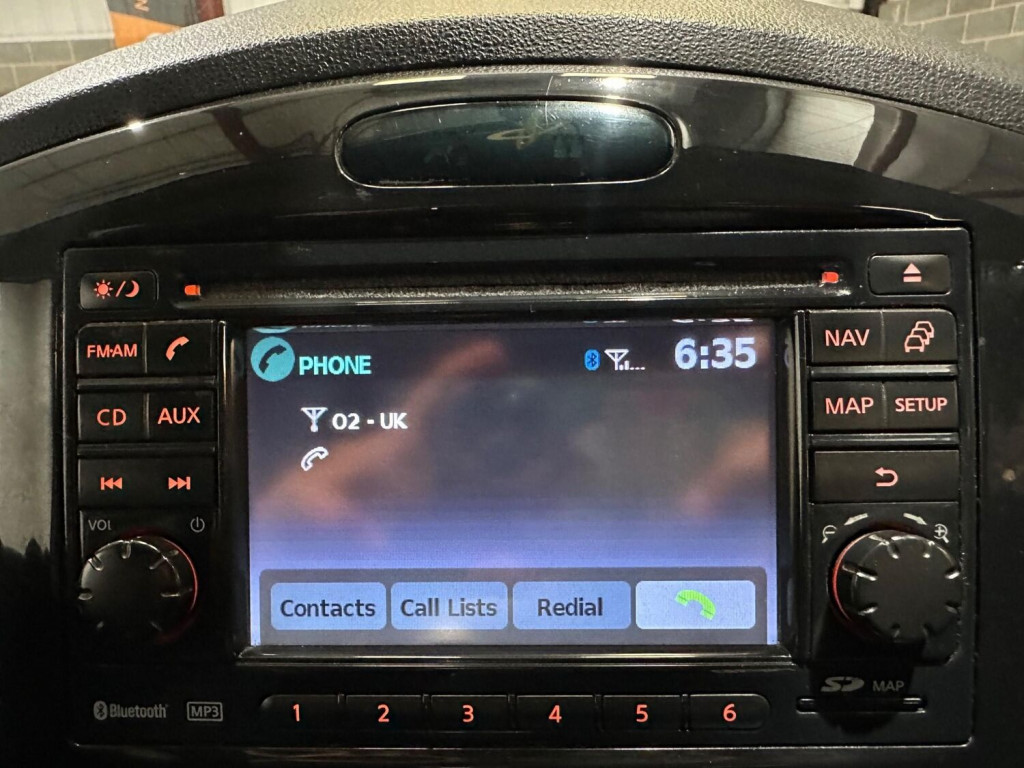 FM·AM
CD
AUX
VOL
PHONE
6:35
O2 - UK
Contacts
Call Lists
Redial
NAV
MAP
SETUP
Bluetooth
MP3
1
2
3
4
5
6
SD
MAP